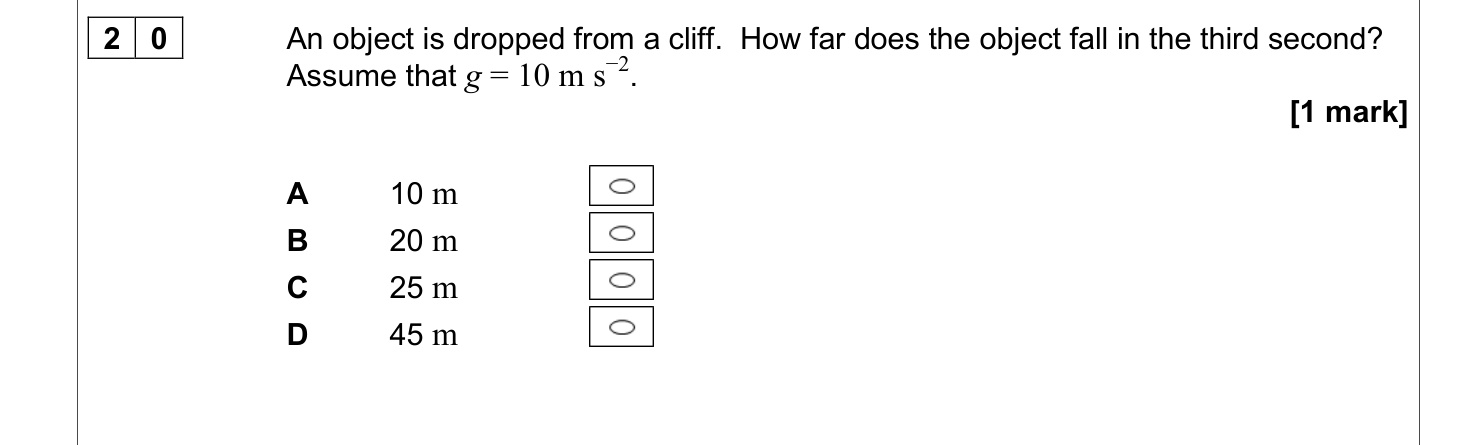 2 0 An object is dropped from a cliff. How far does the object fall in the third second?
Assume that g = 10 m s⁻².
[1 mark]
A 10 m
B 20 m
C 25 m
D 45 m